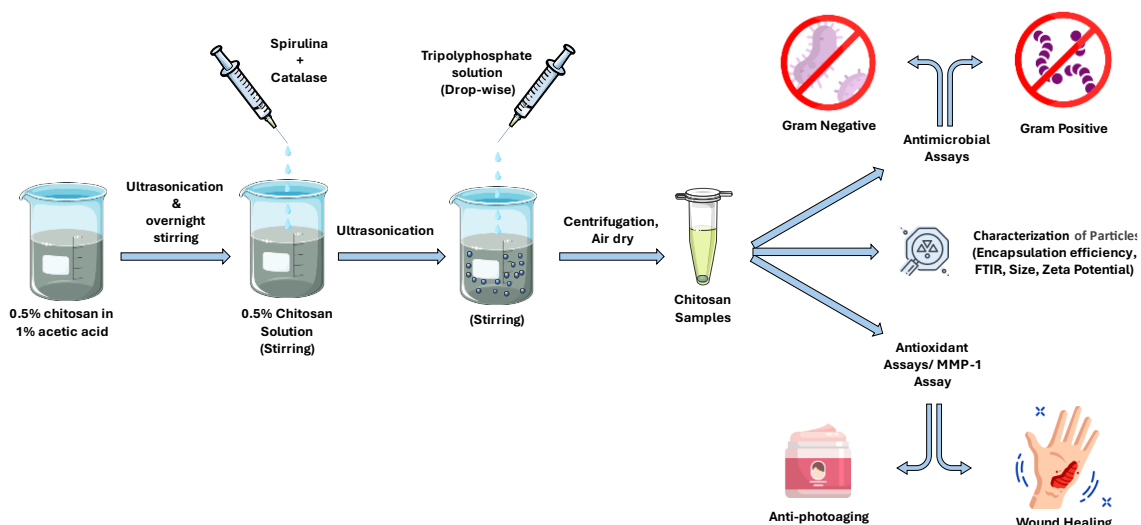 Spirulina
+
Catalase
Tripolyphosphate
solution
(Drop-wise)
Ultrasonication
&
overnight
stirring
Ultrasonication
Centrifugation,
Air dry
0.5% chitosan in
1% acetic acid
0.5% Chitosan
Solution
(Stirring)
(Stirring)
Chitosan
Samples
Gram Negative
Antimicrobial
Assays
Gram Positive
Characterization of Particles
(Encapsulation efficiency,
FTIR, Size, Zeta Potential)
Antioxidant
Assays/ MMP-1
Assay
Anti-photoaging
Wound Healing